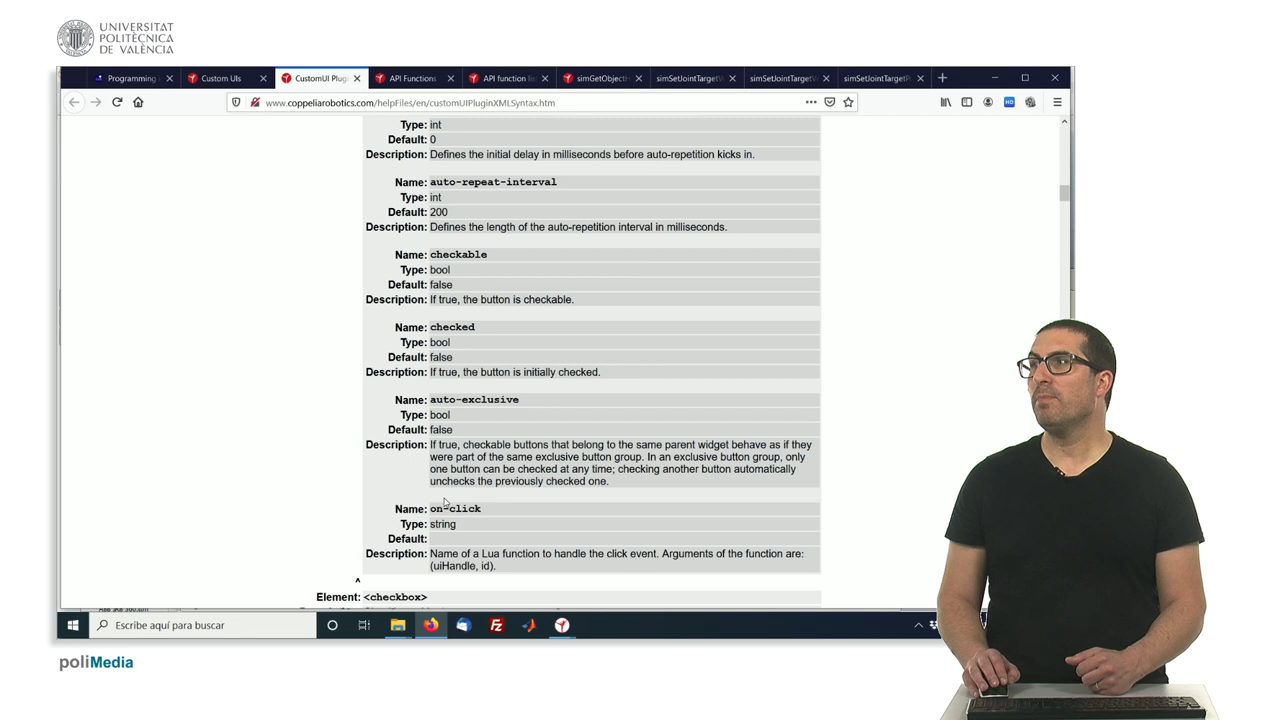 UNIVERSITAT
POLITÈCNICA
DE VALÈNCIA
Programming
Custom UIs
CustomUI Plug
API Functions
API function lis
simGetObjectH
simSetJointTargetV
simSetJointTargetV
simSetJointTargetP
www.coppeliarobotics.com/helpFiles/en/customUIPluginXMLSyntax.htm
Type: int
Default: 0
Description: Defines the initial delay in milliseconds before auto-repetition kicks in.
Name: auto-repeat-interval
Type: int
Default: 200
Description: Defines the length of the auto-repetition interval in milliseconds.
Name: checkable
Type: bool
Default: false
Description: If true, the button is checkable.
Name: checked
Type: bool
Default: false
Description: If true, the button is initially checked.
Name: auto-exclusive
Type: bool
Default: false
Description: If true, checkable buttons that belong to the same parent widget behave as if they
were part of the same exclusive button group. In an exclusive button group, only
one button can be checked at any time; checking another button automatically
unchecks the previously checked one.
Name: on-click
Type: string
Default:
Description: Name of a Lua function to handle the click event. Arguments of the function are:
(uiHandle, id).
^
Element: <checkbox>
Escribe aquí para buscar
poliMedia